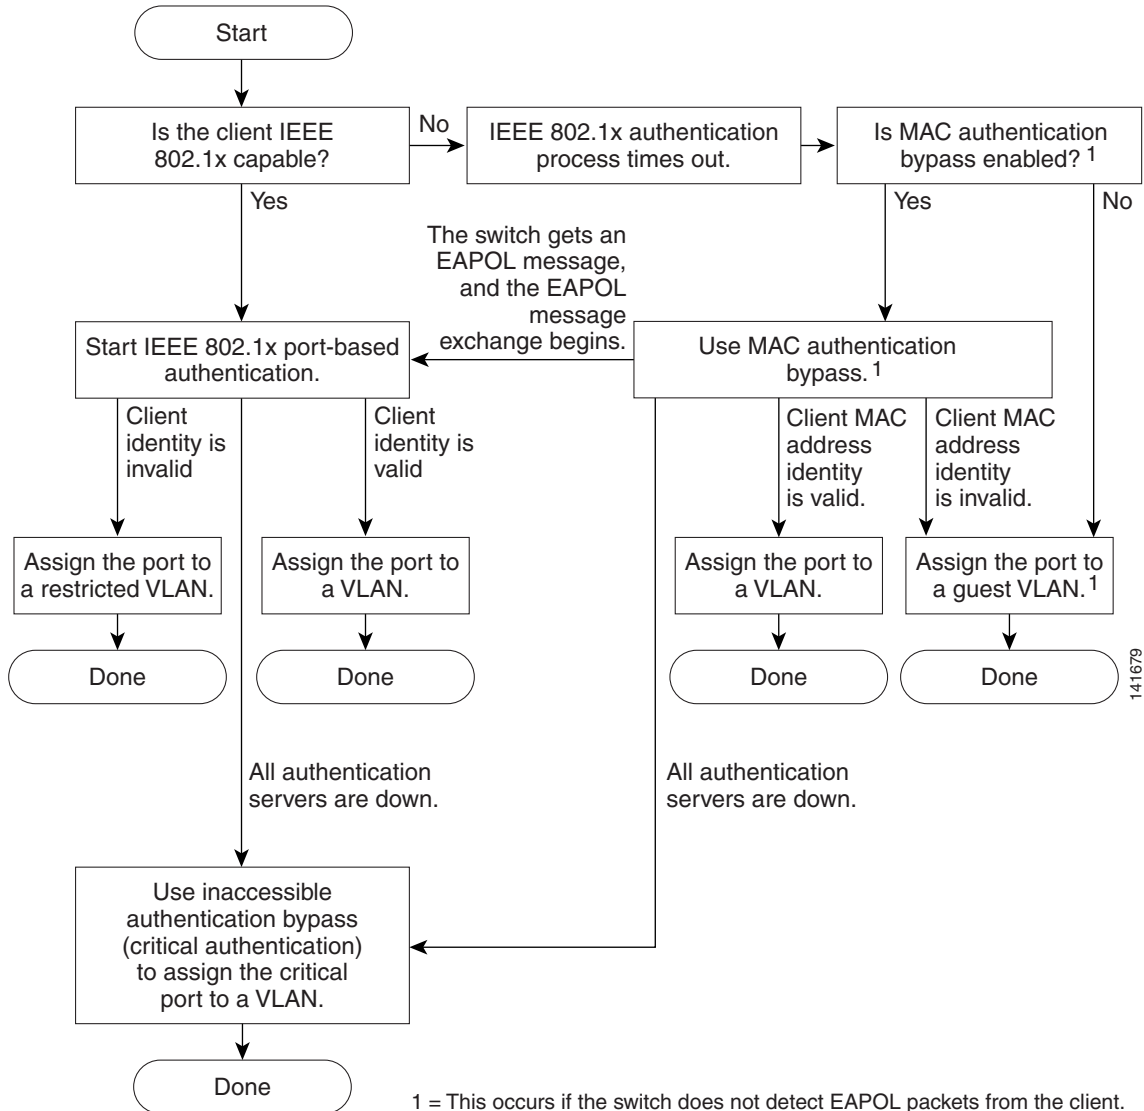 Start
Is the client IEEE
802.1x capable?
No
IEEE 802.1x authentication
process times out.
Is MAC authentication
bypass enabled? 1
Yes
Yes
No
The switch gets an
EAPOL message,
and the EAPOL
message
exchange begins.
Start IEEE 802.1x port-based
authentication.
Use MAC authentication
bypass. 1
Client
identity is
invalid
Client
identity is
valid
Client MAC
address
identity
is valid.
Client MAC
address
identity
is invalid.
Assign the port to
a restricted VLAN.
Assign the port to
a VLAN.
Assign the port to
a VLAN.
Assign the port to
a guest VLAN. 1
Done
Done
Done
Done
141679
All authentication
servers are down.
All authentication
servers are down.
Use inaccessible
authentication bypass
(critical authentication)
to assign the critical
port to a VLAN.
Done
1 = This occurs if the switch does not detect EAPOL packets from the client.